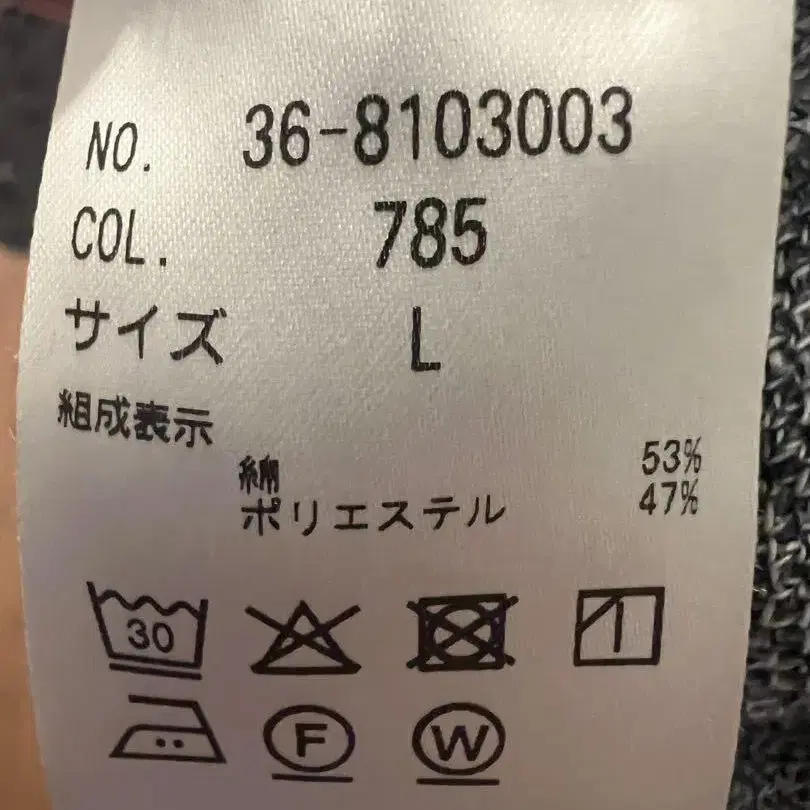 NO. 36-8103003
COL. 785
サイズ L
組成表示
綿 53%
ポリエステル 47%
30
F W